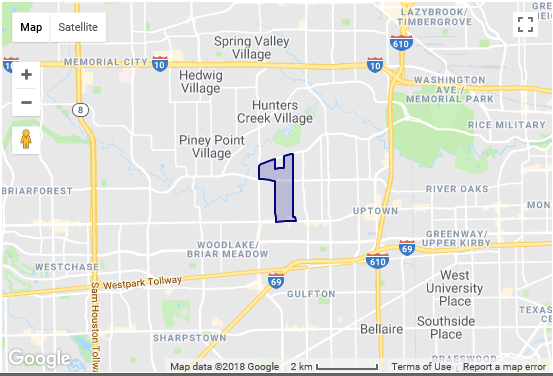 LAZYBROOK/
TIMBERGROVE
Map
Satellite
Spring Valley
Village
610
MEMORIAL CITY
10
10
Hedwig
Village
WASHINGTON
AVE./
MEMORIAL PARK
Hunters
Creek Village
8
RICE MILITARY
Piney Point
Village
BRIARFOREST
RIVER OAKS
UPTOWN
MON
WOODLAKE/
BRIAR MEADOW
GREENWAY/
UPPER KIRBY
69
610
WESTCHASE
Westpark Tollway
69
GULFTON
West
University
Place
Sam Houston Tollway
Bellaire
Southside
Place
TEXAS
CE
SHARPSTOWN
BRAESWOOD
Google
Map data ©2018 Google
2 km
Terms of Use
Report a map error